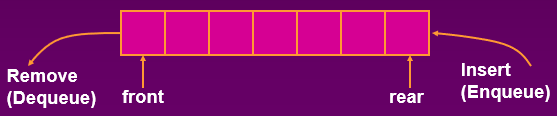 Remove
(Dequeue)
front
rear
Insert
(Enqueue)